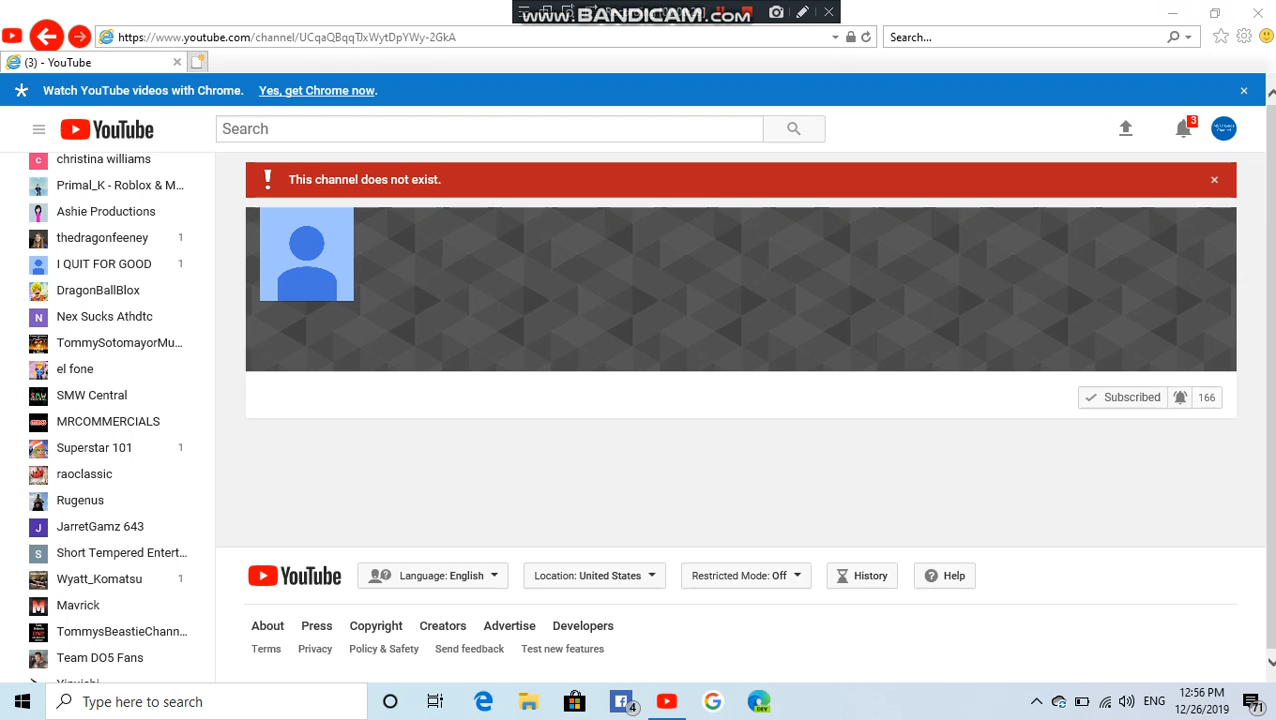 www.BANDICAM.com
https://www.youtube.com/channel/UCqaQBqqTJxWytDpYWy-2GkA
Search...
(3) - YouTube
Watch YouTube videos with Chrome. Yes, get Chrome now.
YouTube
Search
3
christina williams
Primal_K - Roblox & M...
Ashie Productions
thedragonfeeney 1
I QUIT FOR GOOD 1
DragonBallBlox
N Nex Sucks Athdtc
TommySotomayorMu...
el fone
SMW Central
MRCOMMERCIALS
Superstar 101 1
raoclassic
Rugenus
J JarretGamz 643
S Short Tempered Entert...
Wyatt_Komatsu 1
Mavrick
TommysBeastieChann...
Team DO5 Fans
This channel does not exist.
Subscribed 166
YouTube
Language: English
Location: United States
Restricted Mode: Off
History
Help
About Press Copyright Creators Advertise Developers
Terms Privacy Policy & Safety Send feedback Test new features
Type here to search
4
DEV
ENG
12:56 PM
12/26/2019
71